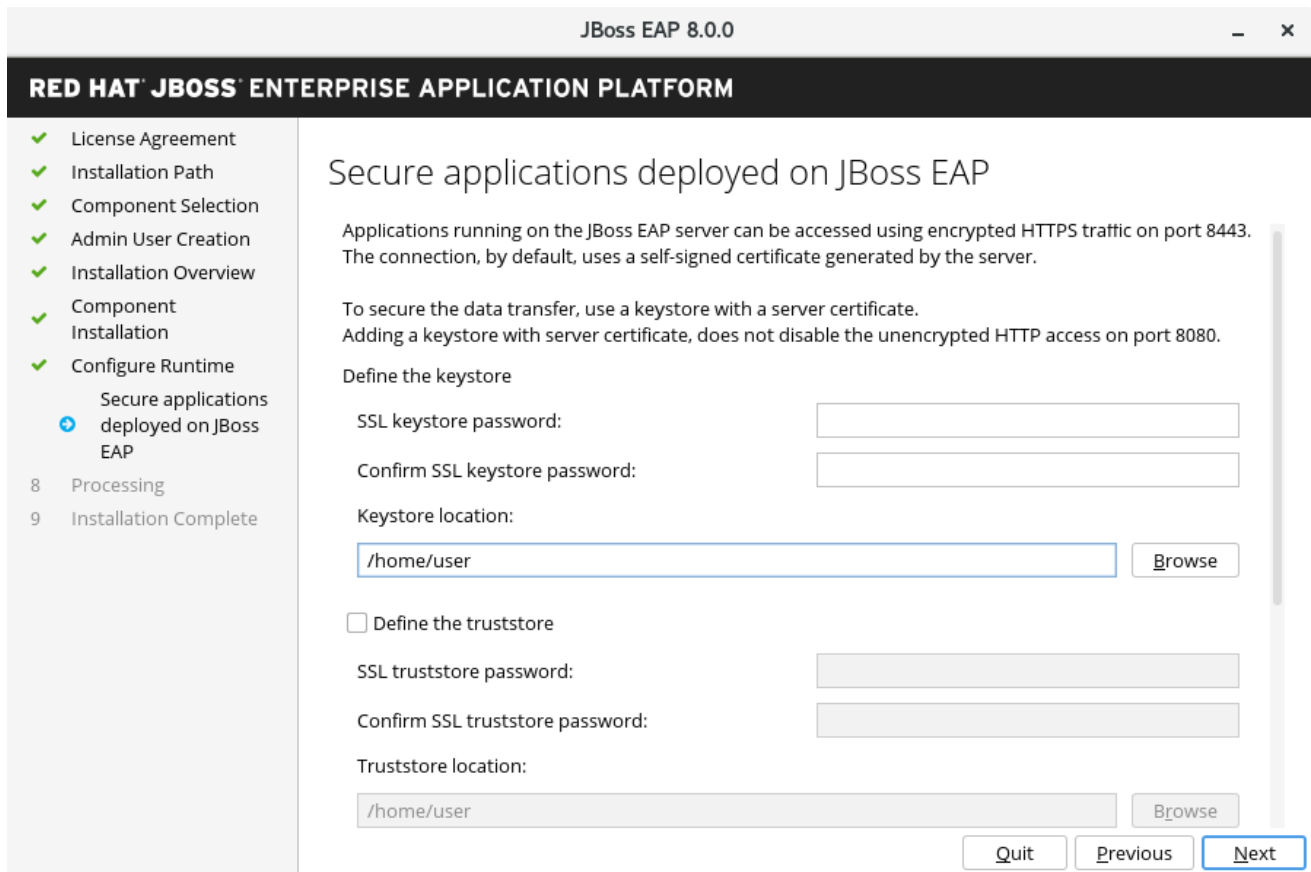 JBoss EAP 8.0.0
RED HAT® JBOSS® ENTERPRISE APPLICATION PLATFORM
License Agreement
Installation Path
Component Selection
Admin User Creation
Installation Overview
Component
Installation
Configure Runtime
Secure applications
deployed on JBoss
EAP
8 Processing
9 Installation Complete
Secure applications deployed on JBoss EAP
Applications running on the JBoss EAP server can be accessed using encrypted HTTPS traffic on port 8443.
The connection, by default, uses a self-signed certificate generated by the server.
To secure the data transfer, use a keystore with a server certificate.
Adding a keystore with server certificate, does not disable the unencrypted HTTP access on port 8080.
Define the keystore
SSL keystore password:
Confirm SSL keystore password:
Keystore location:
/home/user Browse
Define the truststore
SSL truststore password:
Confirm SSL truststore password:
Truststore location:
/home/user Browse
Quit Previous Next